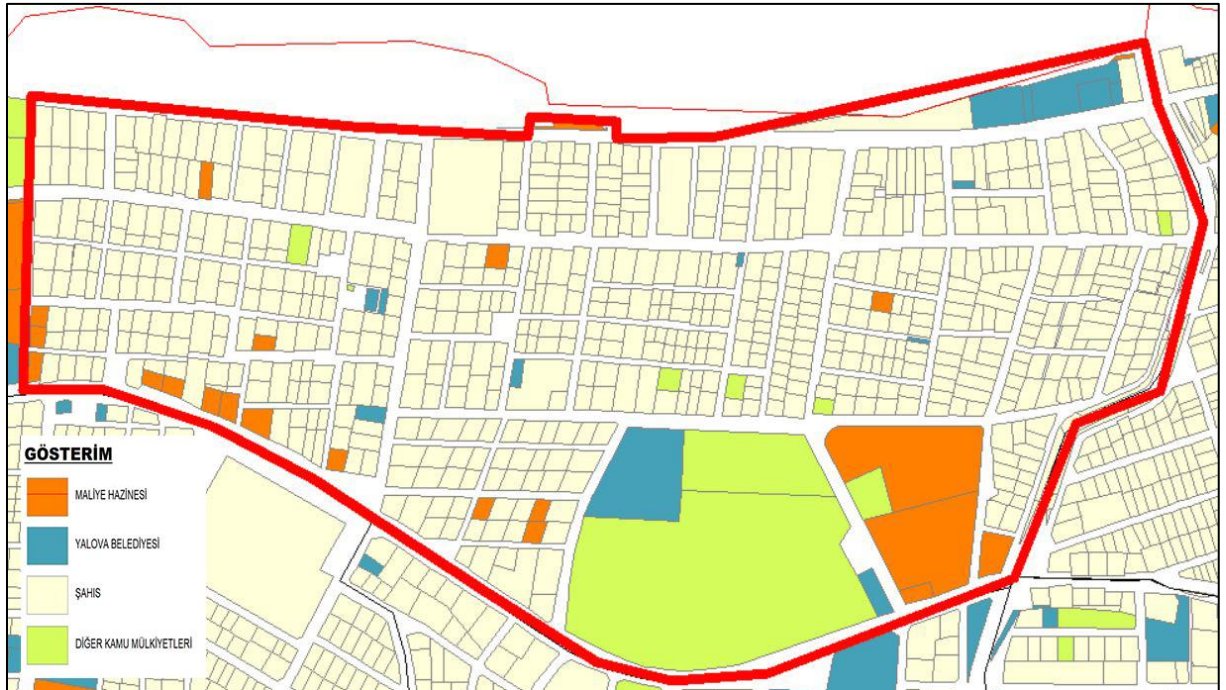 GÖSTERİM
MALİYE HAZİNESİ
YALOVA BELEDİYESİ
ŞAHIS
DİĞER KAMU MÜLKİYETLERİ